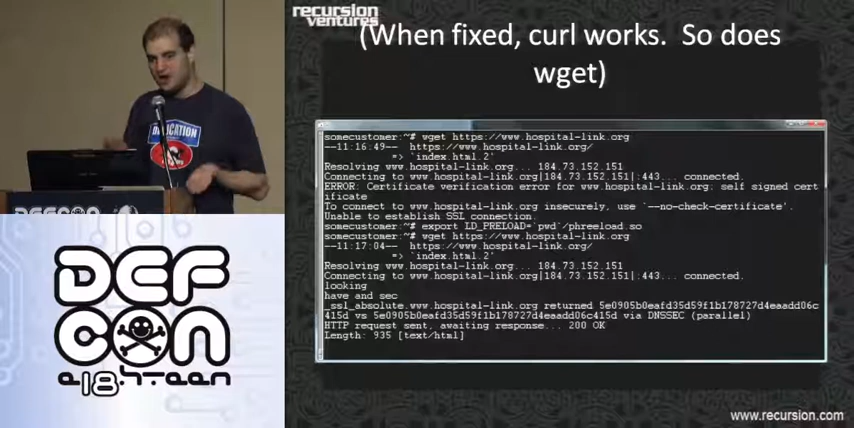 recursion
ventures
(When fixed, curl works. So does
wget)
somecustomer:~# wget https://www.hospital-link.org
--11:16:49-- https://www.hospital-link.org/
=> `index.html.2'
Resolving www.hospital-link.org... 184.73.152.151
Connecting to www.hospital-link.org|184.73.152.151|:443... connected.
ERROR: Certificate verification error for www.hospital-link.org: self signed cert
ificate
To connect to www.hospital-link.org insecurely, use `--no-check-certificate'.
Unable to establish SSL connection.
somecustomer:~# export LD_PRELOAD=`pwd`/phreeload.so
somecustomer:~# wget https://www.hospital-link.org
--11:17:04-- https://www.hospital-link.org/
=> `index.html.2'
Resolving www.hospital-link.org... 184.73.152.151
Connecting to www.hospital-link.org|184.73.152.151|:443... connected.
looking
have and sec
_ssl_absolute.www.hospital-link.org returned 5e0905b0eafd35d59f1b178727d4eaadd06c
415d vs 5e0905b0eafd35d59f1b178727d4eaadd06c415d via DNSSEC (parallel)
HTTP request sent, awaiting response... 200 OK
Length: 935 [text/html]
DEFCON
DEF
CON
e18hteen
www.recursion.com